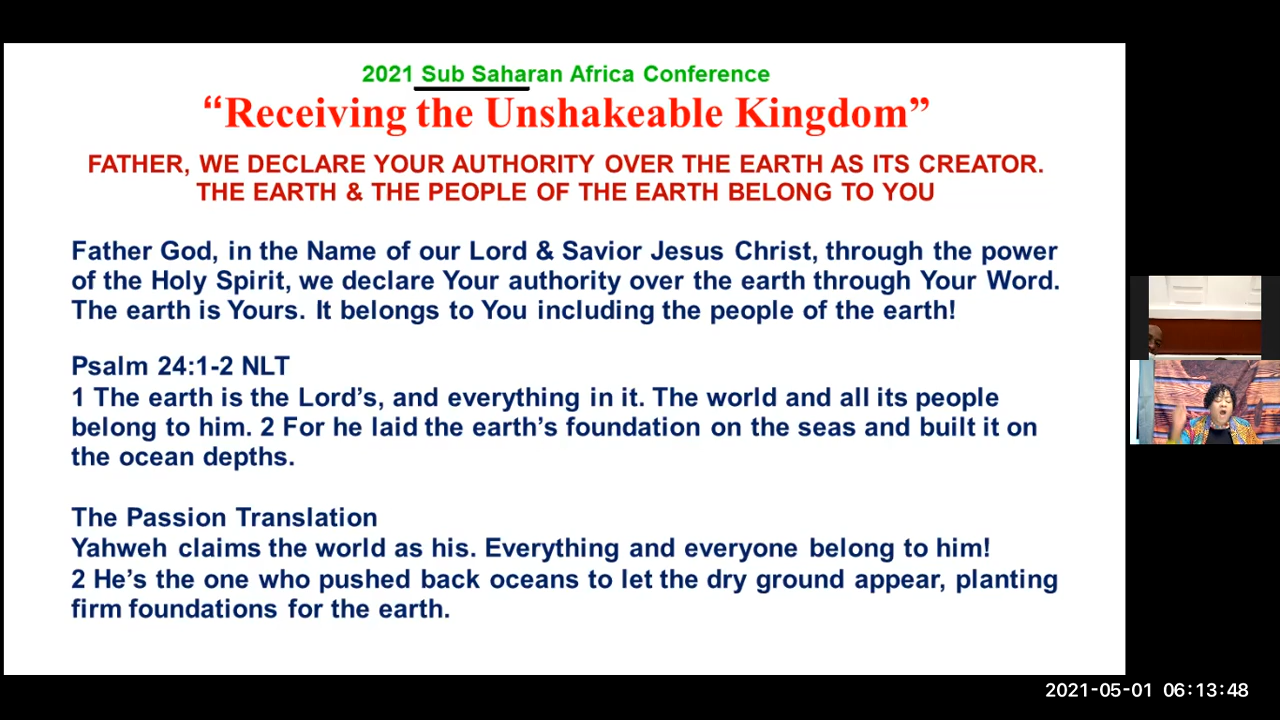 2021 Sub Saharan Africa Conference
“Receiving the Unshakeable Kingdom”
FATHER, WE DECLARE YOUR AUTHORITY OVER THE EARTH AS ITS CREATOR.
THE EARTH & THE PEOPLE OF THE EARTH BELONG TO YOU
Father God, in the Name of our Lord & Savior Jesus Christ, through the power
of the Holy Spirit, we declare Your authority over the earth through Your Word.
The earth is Yours. It belongs to You including the people of the earth!
Psalm 24:1-2 NLT
1 The earth is the Lord’s, and everything in it. The world and all its people
belong to him. 2 For he laid the earth’s foundation on the seas and built it on
the ocean depths.
The Passion Translation
Yahweh claims the world as his. Everything and everyone belong to him!
2 He’s the one who pushed back oceans to let the dry ground appear, planting
firm foundations for the earth.
2021-05-01 06:13:48